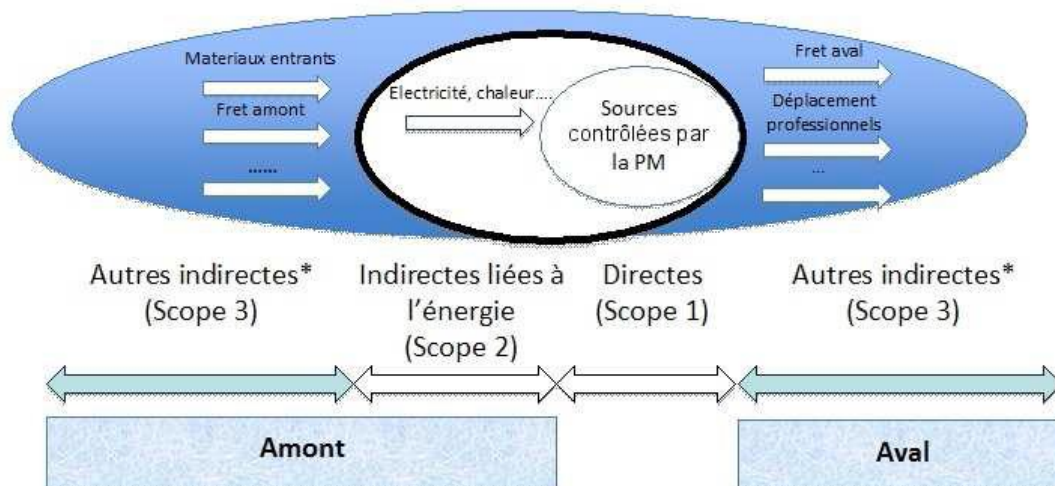 Materiaux entrants
Fret amont
......
Electricité, chaleur....
Sources
contrôlées par
la PM
Fret aval
Déplacement
professionnels
...
Autres indirectes*
(Scope 3)
Indirectes liées à
l'énergie
(Scope 2)
Directes
(Scope 1)
Autres indirectes*
(Scope 3)
Amont
Aval